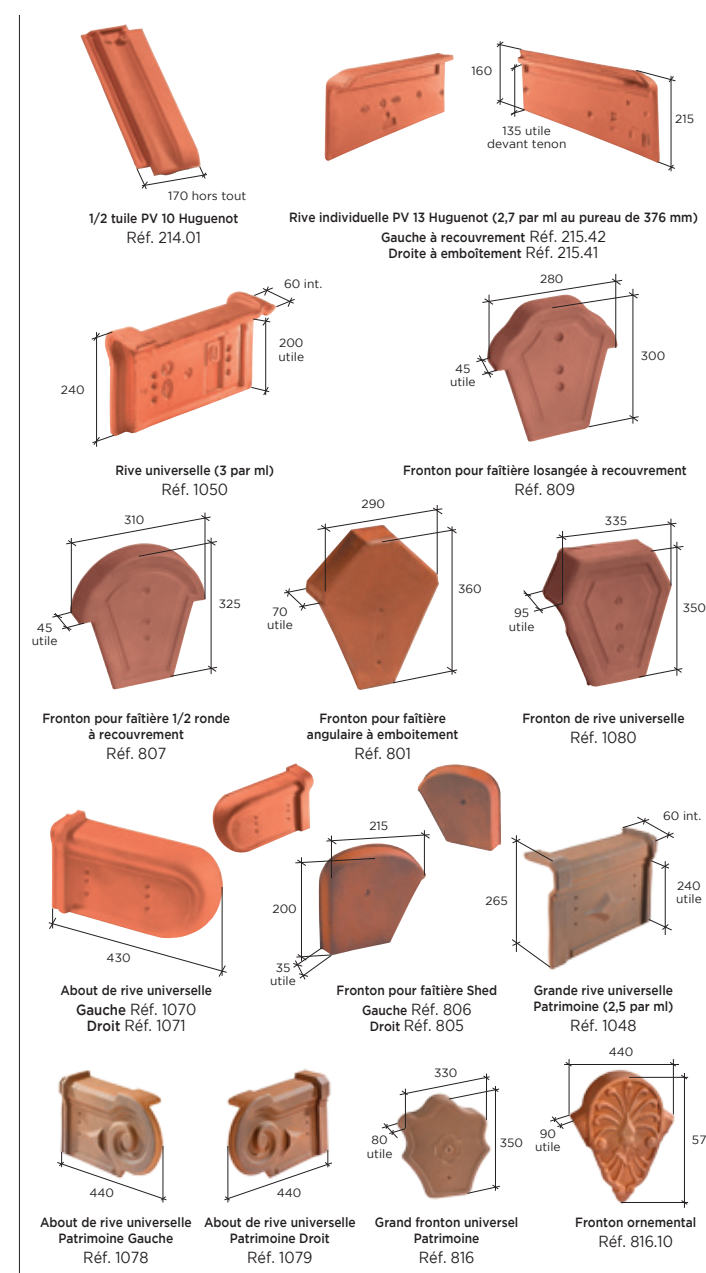 170 hors tout
1/2 tuile PV 10 Huguenot
Réf. 214.01
160
135 utile
devant tenon
215
Rive individuelle PV 13 Huguenot (2,7 par ml au pureau de 376 mm)
Gauche à recouvrement Réf. 215.42
Droite à emboîtement Réf. 215.41
60 int.
200
utile
240
Rive universelle (3 par ml)
Réf. 1050
280
300
45
utile
Fronton pour faîtière losangée à recouvrement
Réf. 809
310
325
45
utile
Fronton pour faîtière 1/2 ronde
à recouvrement
Réf. 807
290
360
70
utile
Fronton pour faîtière
angulaire à emboitement
Réf. 801
335
350
95
utile
Fronton de rive universelle
Réf. 1080
430
About de rive universelle
Gauche Réf. 1070
Droit Réf. 1071
215
200
35
utile
Fronton pour faîtière Shed
Gauche Réf. 806
Droit Réf. 805
60 int.
265
240
utile
Grande rive universelle
Patrimoine (2,5 par ml)
Réf. 1048
440
About de rive universelle
Patrimoine Gauche
Réf. 1078
440
About de rive universelle
Patrimoine Droit
Réf. 1079
330
350
80
utile
Grand fronton universel
Patrimoine
Réf. 816
440
90
utile
57
Fronton ornemental
Réf. 816.10